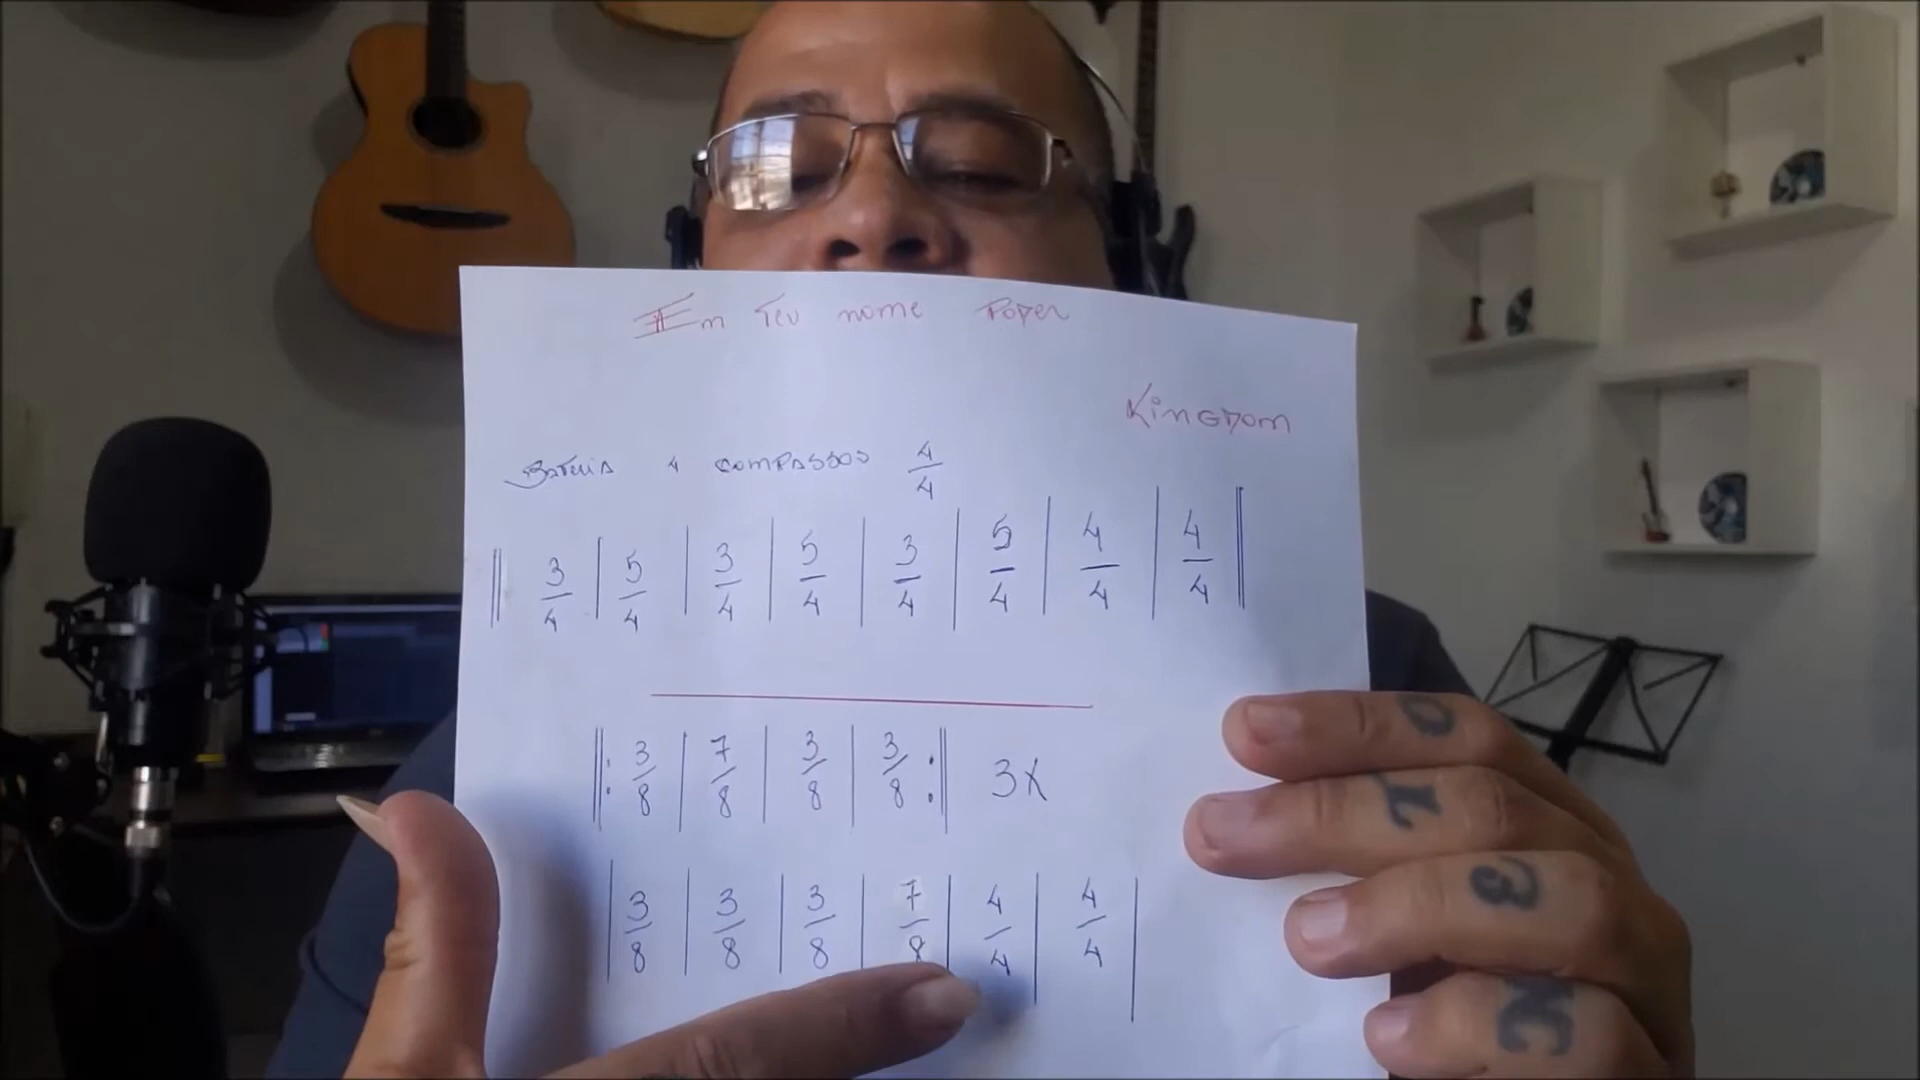 Em Teu nome Poder
Kingdom
Bateria 4 compassos 4/4
|| 3/4 | 5/4 | 3/4 | 5/4 | 3/4 | 5/4 | 4/4 | 4/4 ||
||: 3/8 | 7/8 | 3/8 | 3/8 :|| 3x
| 3/8 | 3/8 | 3/8 | 7/8 | 4/4 | 4/4 |